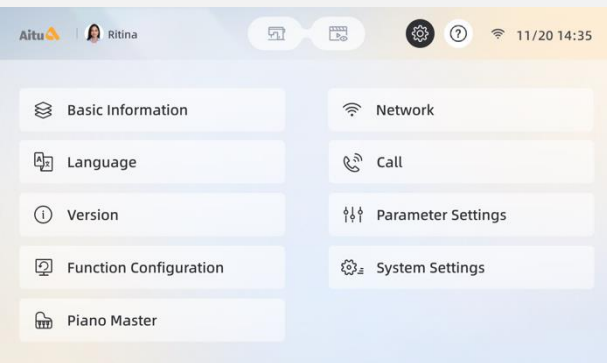 Aitu
Ritina
11/20 14:35
Basic Information
Network
Language
Call
Version
Parameter Settings
Function Configuration
System Settings
Piano Master